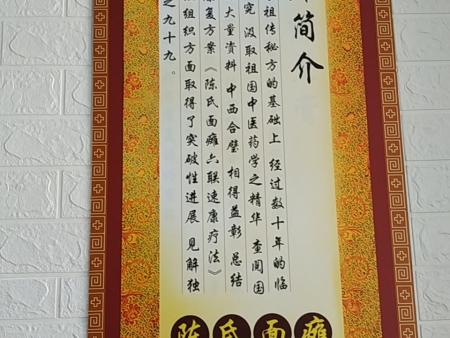 简介
祖传秘方的基础上 经过数十年的临
究 汲取祖国中医药学之精华 查阅国
大量资料 中西合璧 相得益彰 总结
复方案《陈氏面瘫六联速康疗法》
组织方面取得了突破性进展 见解独
之九十九。
陈氏面瘫